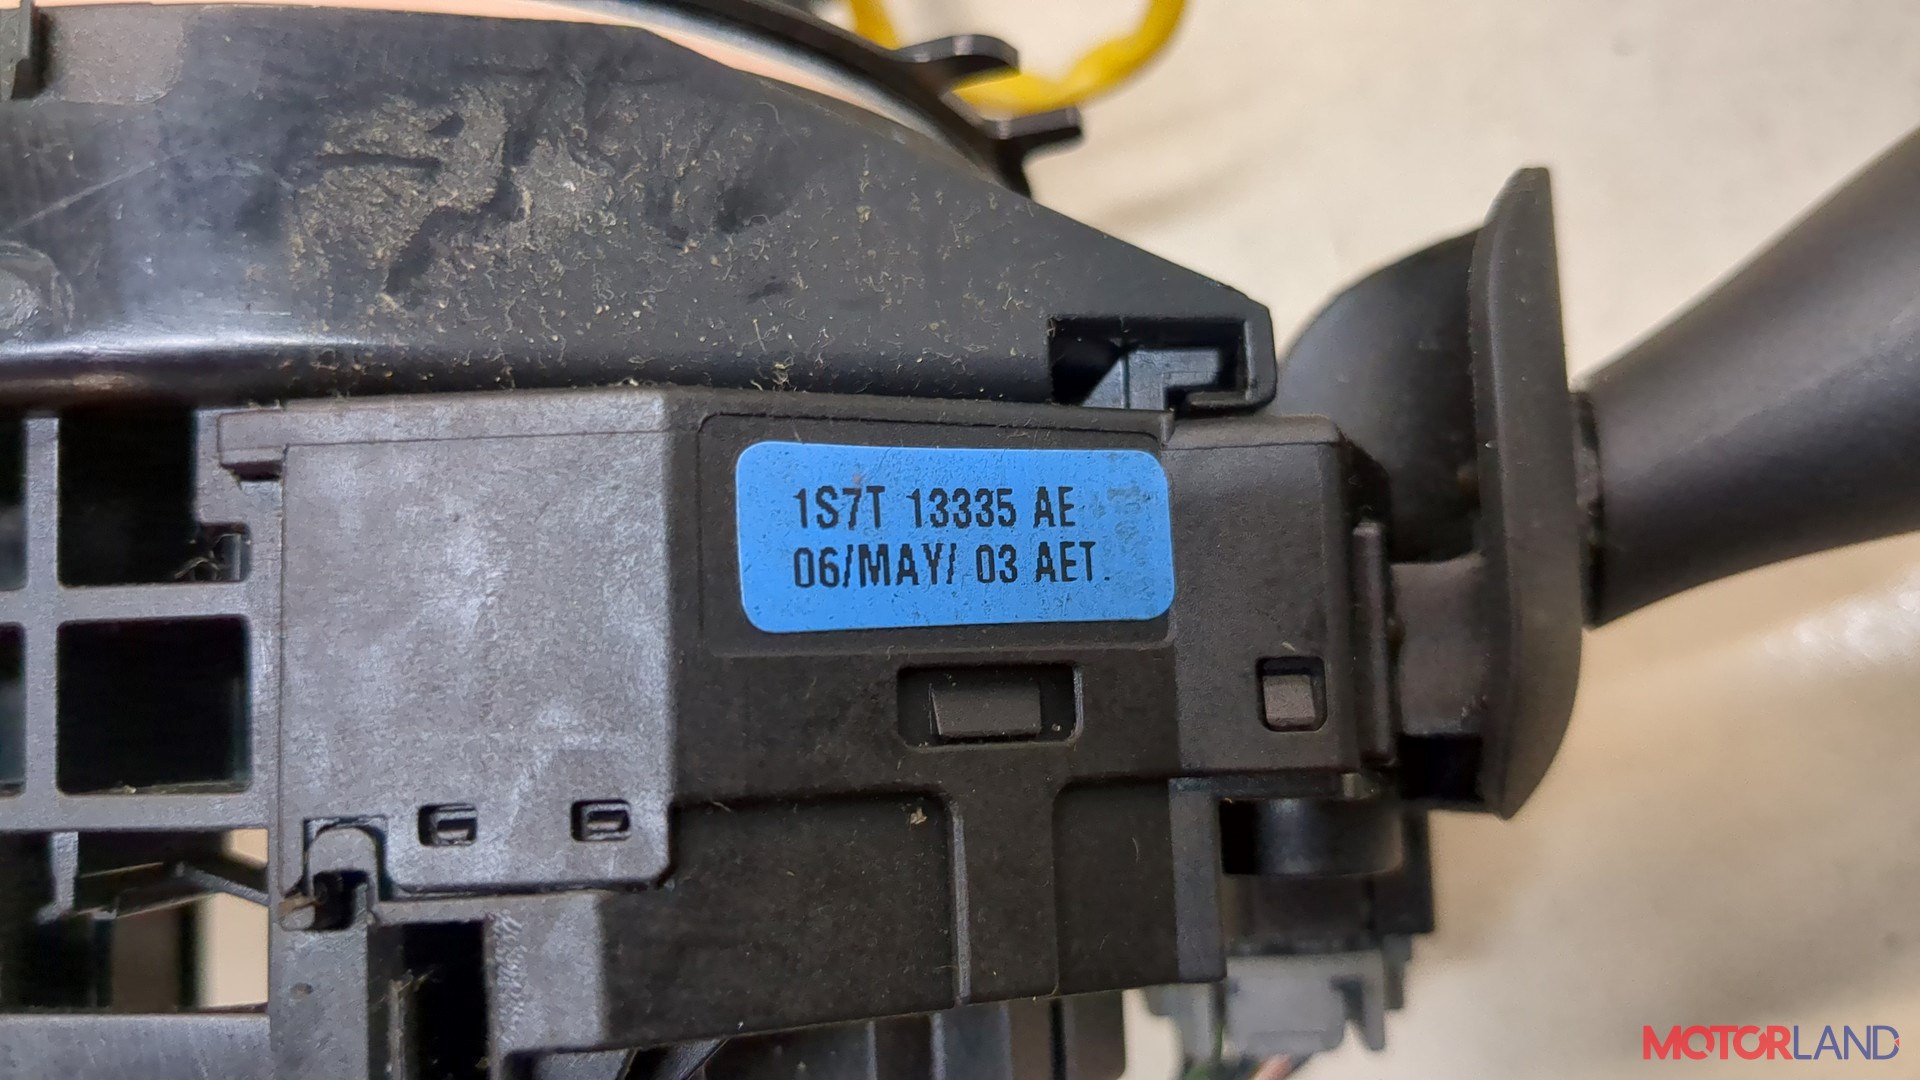 1S7T 13335 AE
06/MAY/ 03 AET.
MOTORLAND